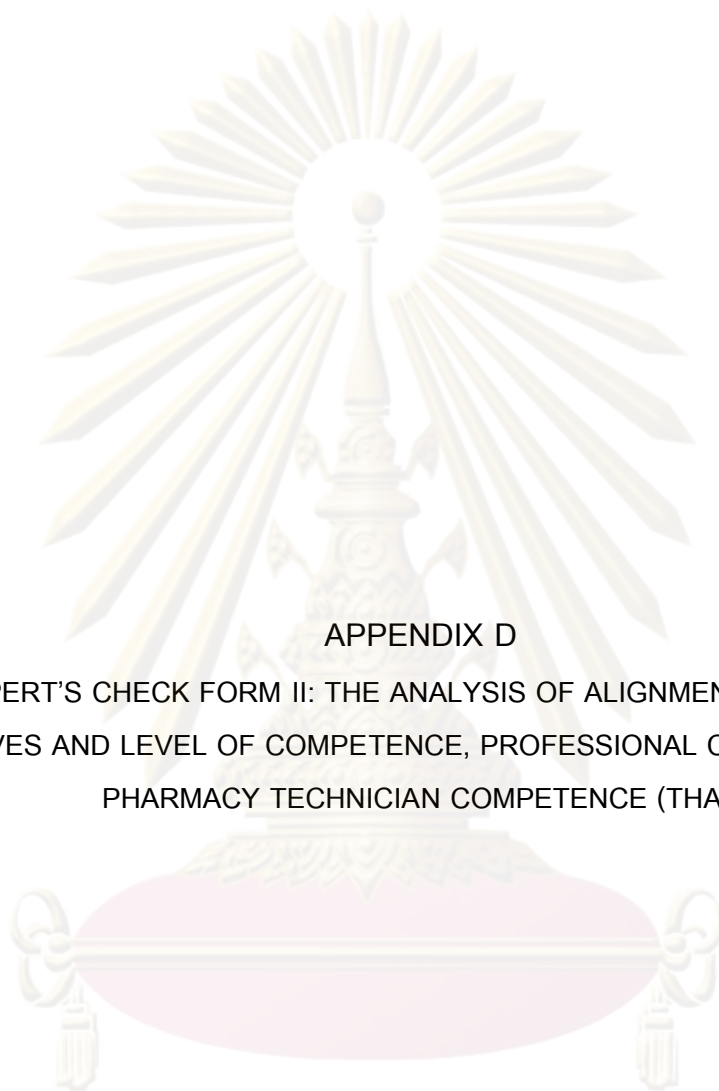 APPENDIX D
PERT'S CHECK FORM II: THE ANALYSIS OF ALIGNMEN
VES AND LEVEL OF COMPETENCE, PROFESSIONAL C
PHARMACY TECHNICIAN COMPETENCE (THA